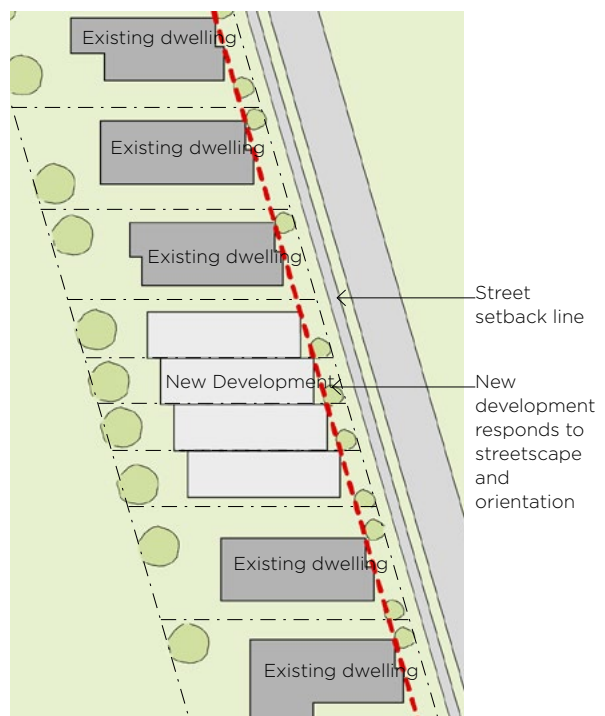 Existing dwelling
Existing dwelling
Existing dwelling
Street
setback line
New Development
New
development
responds to
streetscape
and
orientation
Existing dwelling
Existing dwelling